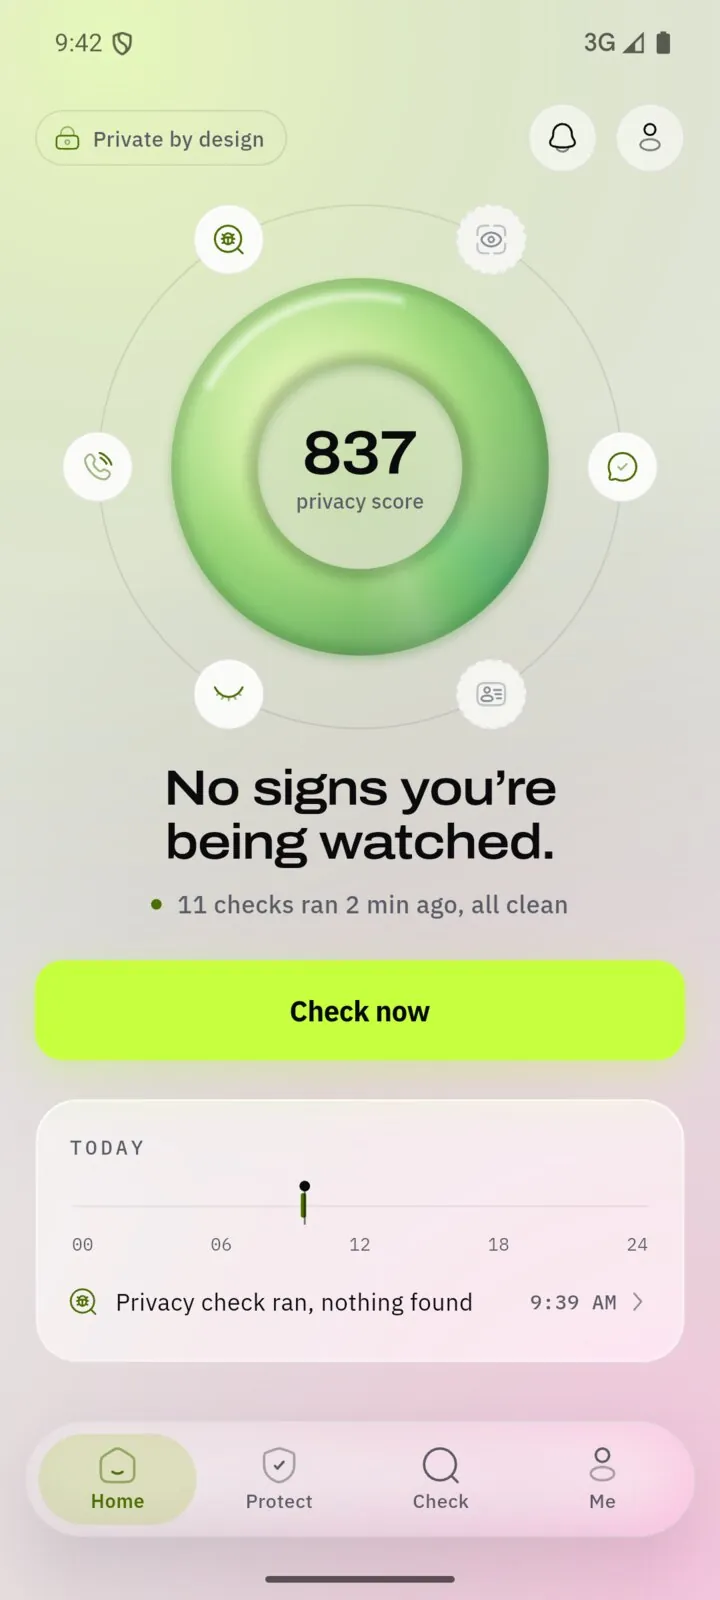 9:42
3G
Private by design
837
privacy score
No signs you’re
being watched.
11 checks ran 2 min ago, all clean
Check now
TODAY
00 06 12 18 24
Privacy check ran, nothing found 9:39 AM
Home Protect Check Me